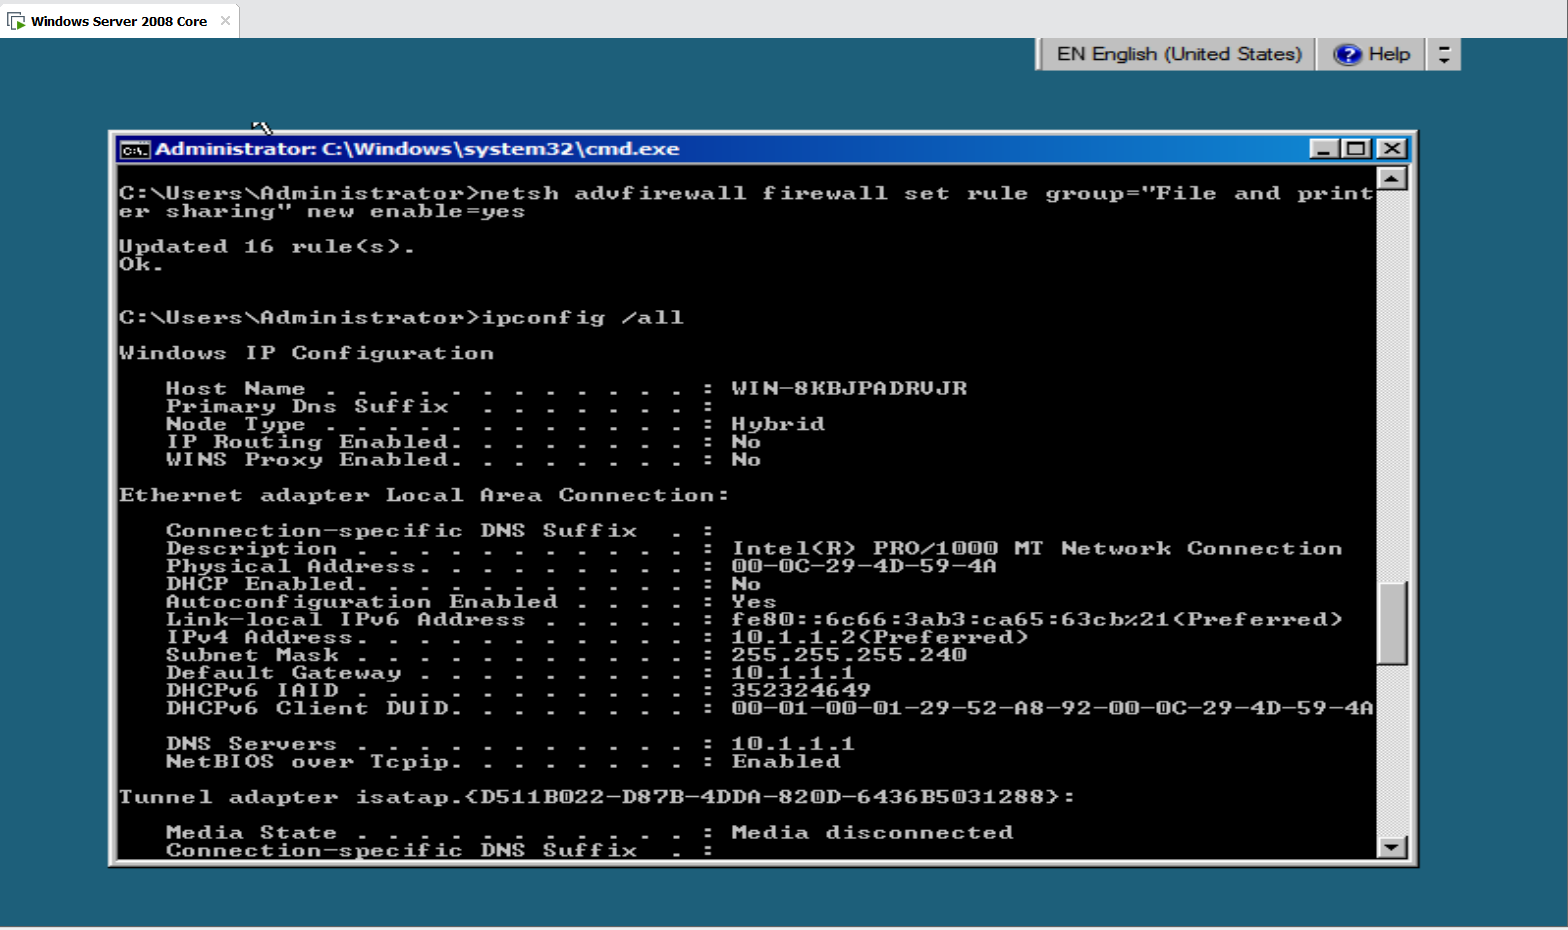 Windows Server 2008 Core
EN English (United States) Help
Administrator: C:\Windows\system32\cmd.exe
C:\Users\Administrator>netsh advfirewall firewall set rule group="File and print
er sharing" new enable=yes
Updated 16 rule(s).
Ok.
C:\Users\Administrator>ipconfig /all
Windows IP Configuration
Host Name . . . . . . . . . . . . : WIN-8KBJPADRVJR
Primary Dns Suffix  . . . . . . . :
Node Type . . . . . . . . . . . . : Hybrid
IP Routing Enabled. . . . . . . . : No
WINS Proxy Enabled. . . . . . . . : No
Ethernet adapter Local Area Connection:
Connection-specific DNS Suffix  . :
Description . . . . . . . . . . . : Intel(R) PRO/1000 MT Network Connection
Physical Address. . . . . . . . . : 00-0C-29-4D-59-4A
DHCP Enabled. . . . . . . . . . . : No
Autoconfiguration Enabled . . . . : Yes
Link-local IPv6 Address . . . . . : fe80::6c66:3ab3:ca65:63cb%21(Preferred)
IPv4 Address. . . . . . . . . . . : 10.1.1.2(Preferred)
Subnet Mask . . . . . . . . . . . : 255.255.255.240
Default Gateway . . . . . . . . . : 10.1.1.1
DHCPv6 IAID . . . . . . . . . . . : 352324649
DHCPv6 Client DUID. . . . . . . . : 00-01-00-01-29-52-A8-92-00-0C-29-4D-59-4A
DNS Servers . . . . . . . . . . . : 10.1.1.1
NetBIOS over Tcpip. . . . . . . . : Enabled
Tunnel adapter isatap.{D511B022-D87B-4DDA-820D-6436B5031288}:
Media State . . . . . . . . . . . : Media disconnected
Connection-specific DNS Suffix  . :